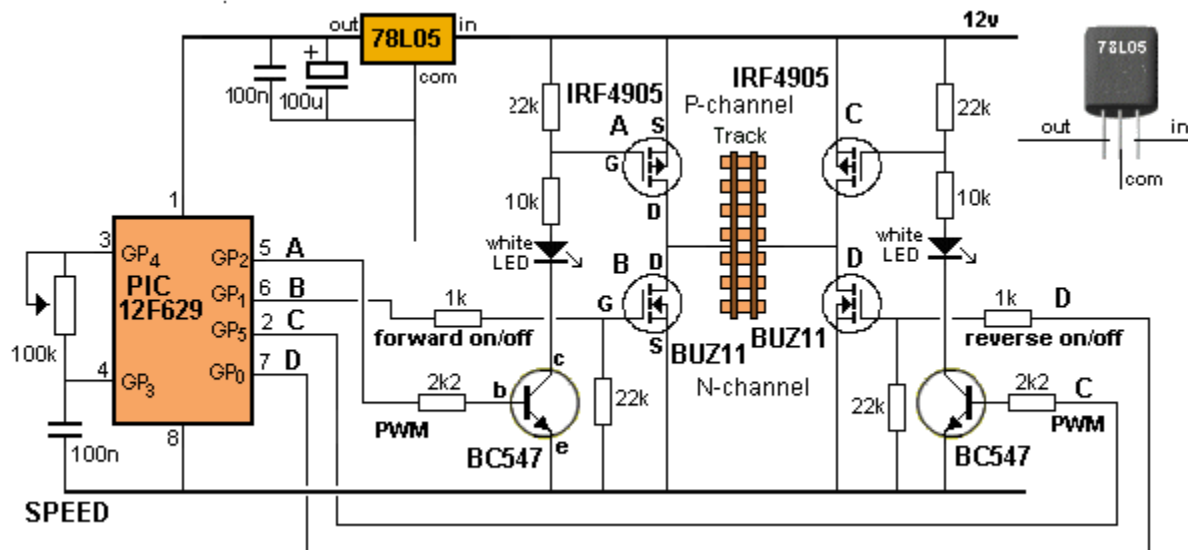 out 78L05 in 12v
78L05
com
100n 100u
22k IRF4905 IRF4905 22k
P-channel
A S C
Track
out in
G
com
10k D 10k
1
white LED
white LED
3 GP4 GP2 5 A
PIC
12F629
GP1 6 B
GP5 2 C
GP0 7 D
100k
4 GP3
8
100n
B D D
G
S
1k
forward on/off
1k D
reverse on/off
BUZ11 BUZ11
N-channel
c
2k2 b
PWM
e
BC547
22k
22k
2k2 C
PWM
BC547
SPEED